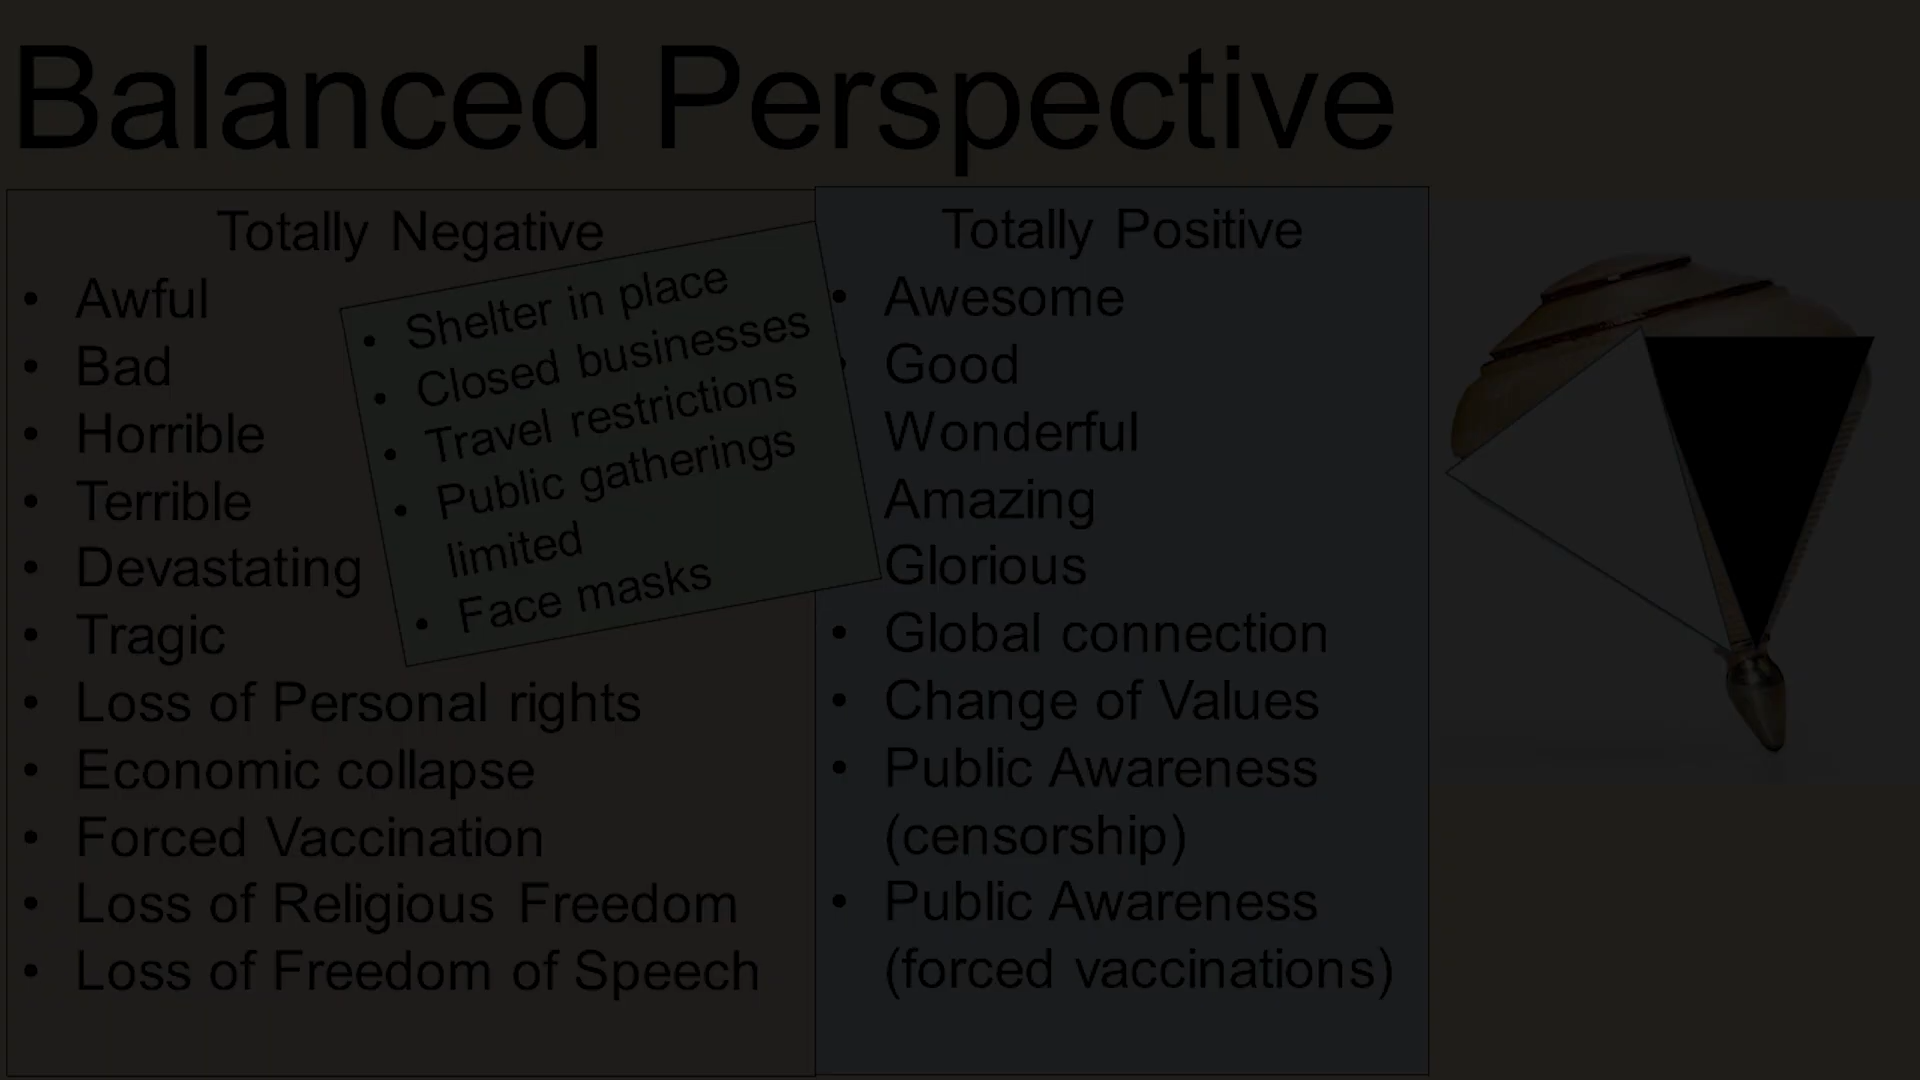 Balanced Perspective
Totally Negative
• Awful
• Bad
• Horrible
• Terrible
• Devastating
• Tragic
• Loss of Personal rights
• Economic collapse
• Forced Vaccination
• Loss of Religious Freedom
• Loss of Freedom of Speech
• Shelter in place
• Closed businesses
• Travel restrictions
• Public gatherings
limited
• Face masks
Totally Positive
• Awesome
• Good
Wonderful
Amazing
Glorious
• Global connection
• Change of Values
• Public Awareness
(censorship)
• Public Awareness
(forced vaccinations)